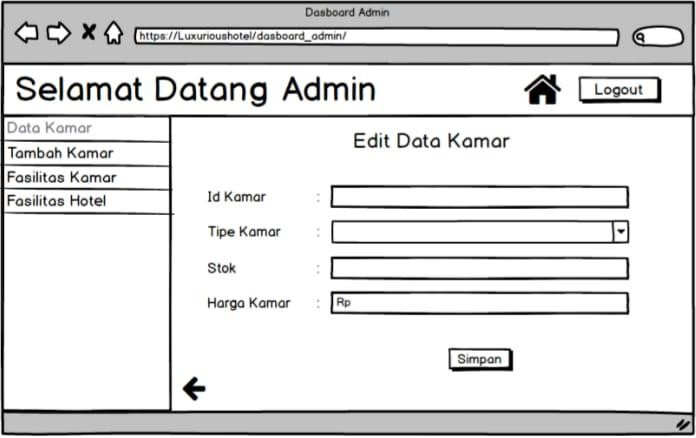 Dasboard Admin
https://Luxurioushotel/dasboard_admin/
Selamat Datang Admin
Logout
Data Kamar
Tambah Kamar
Fasilitas Kamar
Fasilitas Hotel
Edit Data Kamar
Id Kamar :
Tipe Kamar :
Stok :
Harga Kamar : Rp
Simpan